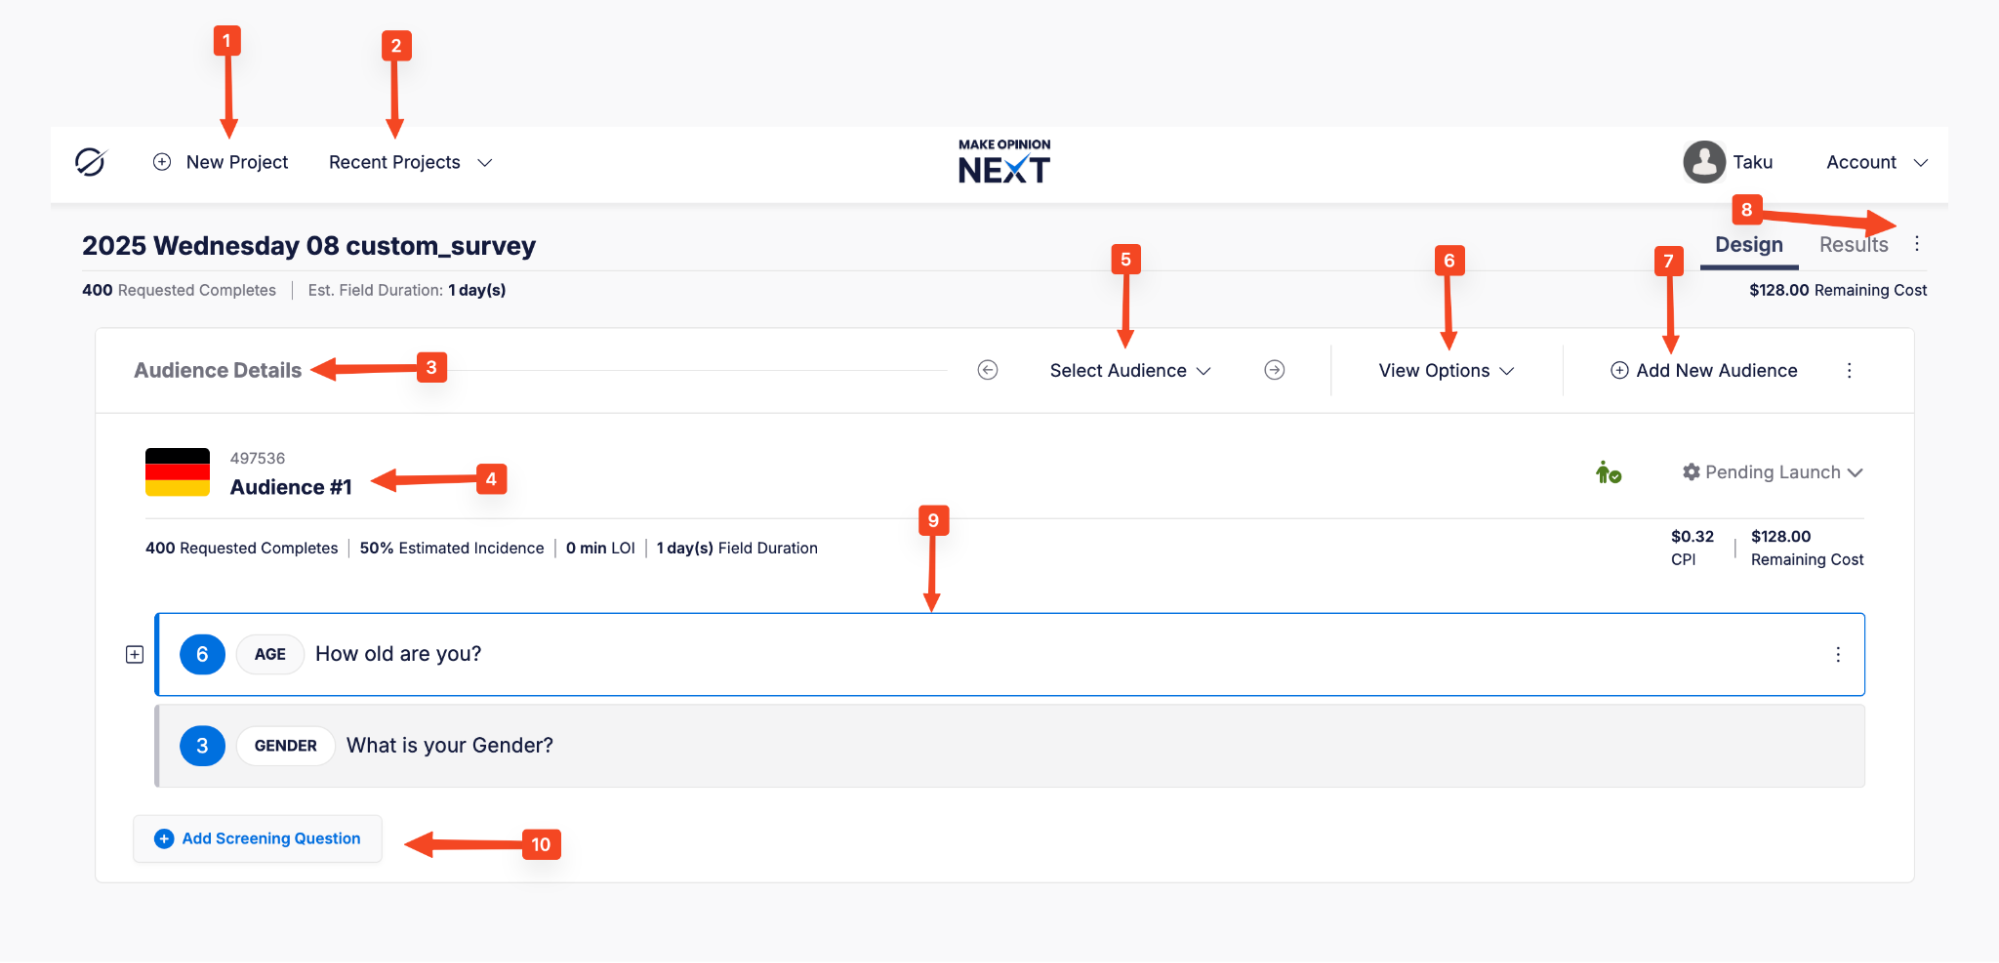 1
2
New Project
Recent Projects
MAKE OPINION
NEXT
Taku
Account
8
2025 Wednesday 08 custom_survey
Design
Results
5
6
7
400 Requested Completes
Est. Field Duration: 1 day(s)
$128.00 Remaining Cost
Audience Details
3
Select Audience
View Options
Add New Audience
497536
Audience #1
4
Pending Launch
9
400 Requested Completes
50% Estimated Incidence
0 min LOI
1 day(s) Field Duration
$0.32
CPI
$128.00
Remaining Cost
6 AGE How old are you?
3 GENDER What is your Gender?
Add Screening Question
10